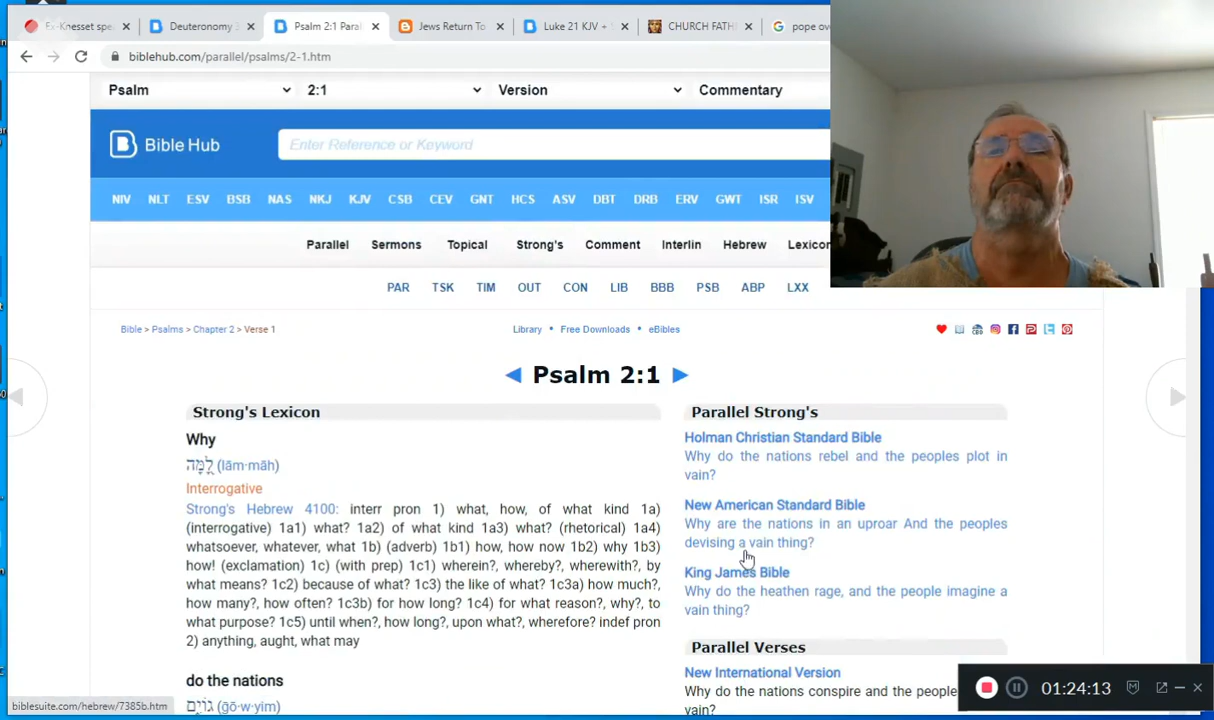 Ex-Knesset spe
Deuteronomy 3
Psalm 2:1 Paral
Jews Return To
Luke 21 KJV +
CHURCH FATH
pope ov
biblehub.com/parallel/psalms/2-1.htm
Psalm
2:1
Version
Commentary
Bible Hub
Enter Reference or Keyword
NIV NLT ESV BSB NAS NKJ KJV CSB CEV GNT HCS ASV DBT DRB ERV GWT ISR ISV
Parallel Sermons Topical Strong's Comment Interlin Hebrew Lexicon
PAR TSK TIM OUT CON LIB BBB PSB ABP LXX
Bible > Psalms > Chapter 2 > Verse 1
Library • Free Downloads • eBibles
◄ Psalm 2:1 ►
Strong's Lexicon
Why
לָ֭מָּה (lām·māh)
Interrogative
Strong's Hebrew 4100: interr pron 1) what, how, of what kind 1a)
(interrogative) 1a1) what? 1a2) of what kind 1a3) what? (rhetorical) 1a4)
whatsoever, whatever, what 1b) (adverb) 1b1) how, how now 1b2) why 1b3)
how! (exclamation) 1c) (with prep) 1c1) wherein?, whereby?, wherewith?, by
what means? 1c2) because of what? 1c3) the like of what? 1c3a) how much?,
how many?, how often? 1c3b) for how long? 1c4) for what reason?, why?, to
what purpose? 1c5) until when?, how long?, upon what?, wherefore? indef pron
2) anything, aught, what may
do the nations
גוֹיִ֑ם (gō·w·yim)
Parallel Strong's
Holman Christian Standard Bible
Why do the nations rebel and the peoples plot in
vain?
New American Standard Bible
Why are the nations in an uproar And the peoples
devising a vain thing?
King James Bible
Why do the heathen rage, and the people imagine a
vain thing?
Parallel Verses
New International Version
Why do the nations conspire and the people
vain?
biblesuite.com/hebrew/7385b.htm
01:24:13